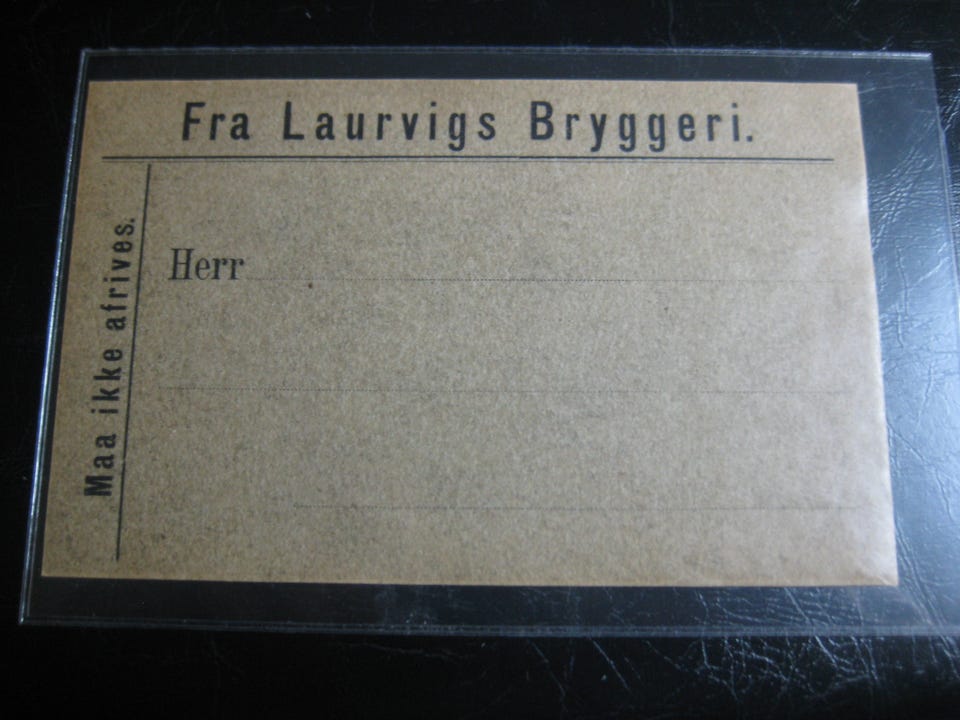 Fra Laurvigs Bryggeri.
Maa ikke afrives.
Herr